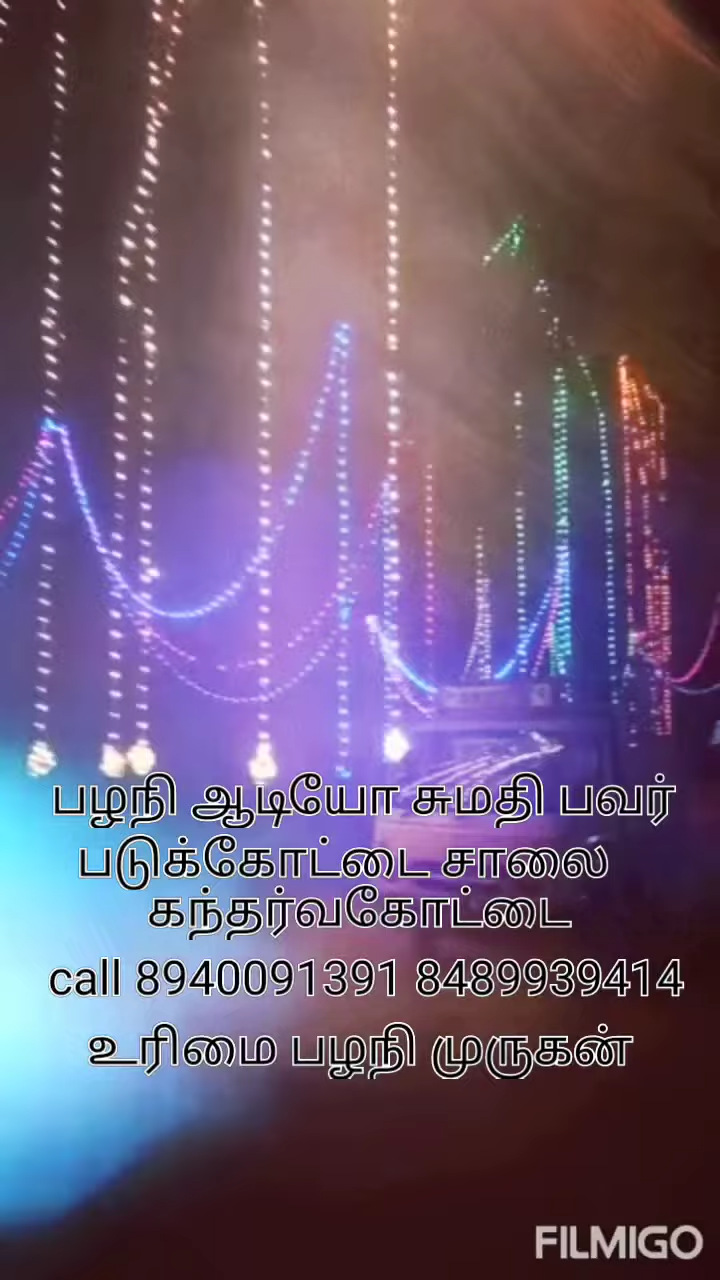 பழநி ஆடியோ சுமதி பவர்
படுக்கோட்டை சாலை
கந்தர்வகோட்டை
call 8940091391 8489939414
உரிமை பழநி முருகன்
FILMIGO